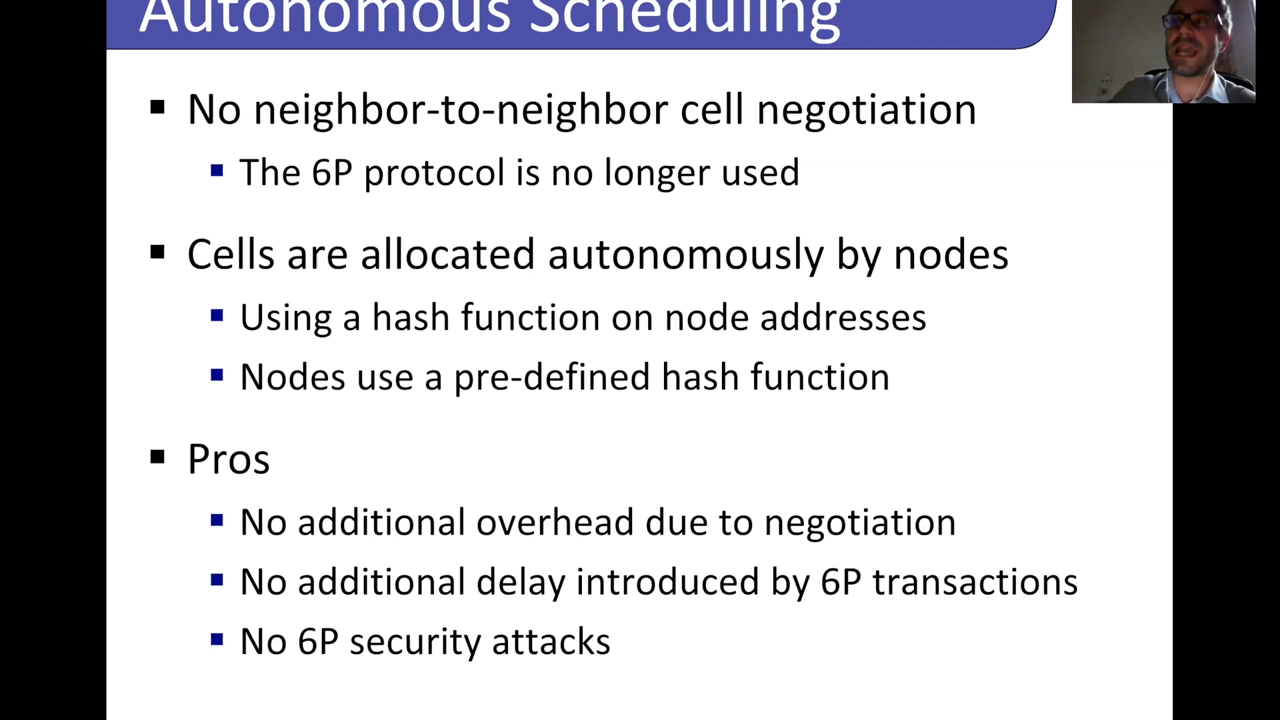 Autonomous Scheduling
No neighbor-to-neighbor cell negotiation
The 6P protocol is no longer used
Cells are allocated autonomously by nodes
Using a hash function on node addresses
Nodes use a pre-defined hash function
Pros
No additional overhead due to negotiation
No additional delay introduced by 6P transactions
No 6P security attacks